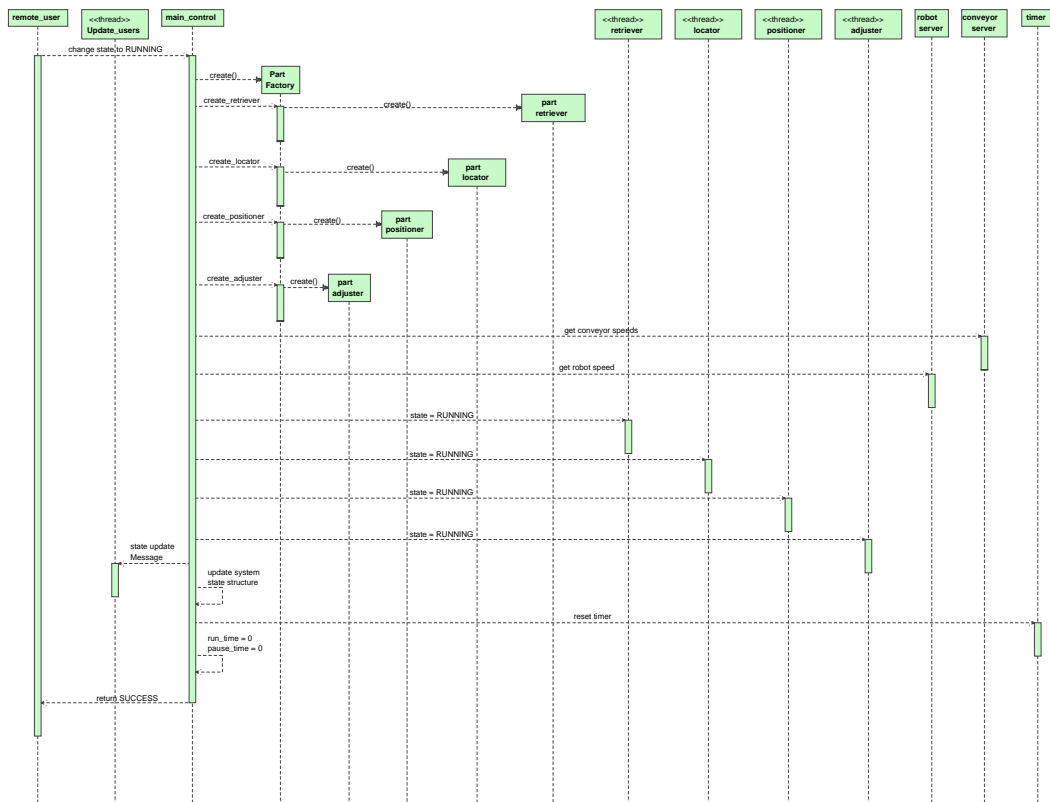 remote_user
<<thread>>
Update_users
main_control
<<thread>>
retriever
<<thread>>
locator
<<thread>>
positioner
<<thread>>
adjuster
robot
server
conveyor
server
timer
change state to RUNNING
create()
Part
Factory
create_retriever
create()
part
retriever
create_locator
create()
part
locator
create_positioner
create()
part
positioner
create_adjuster
create()
part
adjuster
get conveyor speeds
get robot speed
state = RUNNING
state = RUNNING
state = RUNNING
state = RUNNING
state update
Message
update system
state structure
reset timer
run_time = 0
pause_time = 0
return SUCCESS